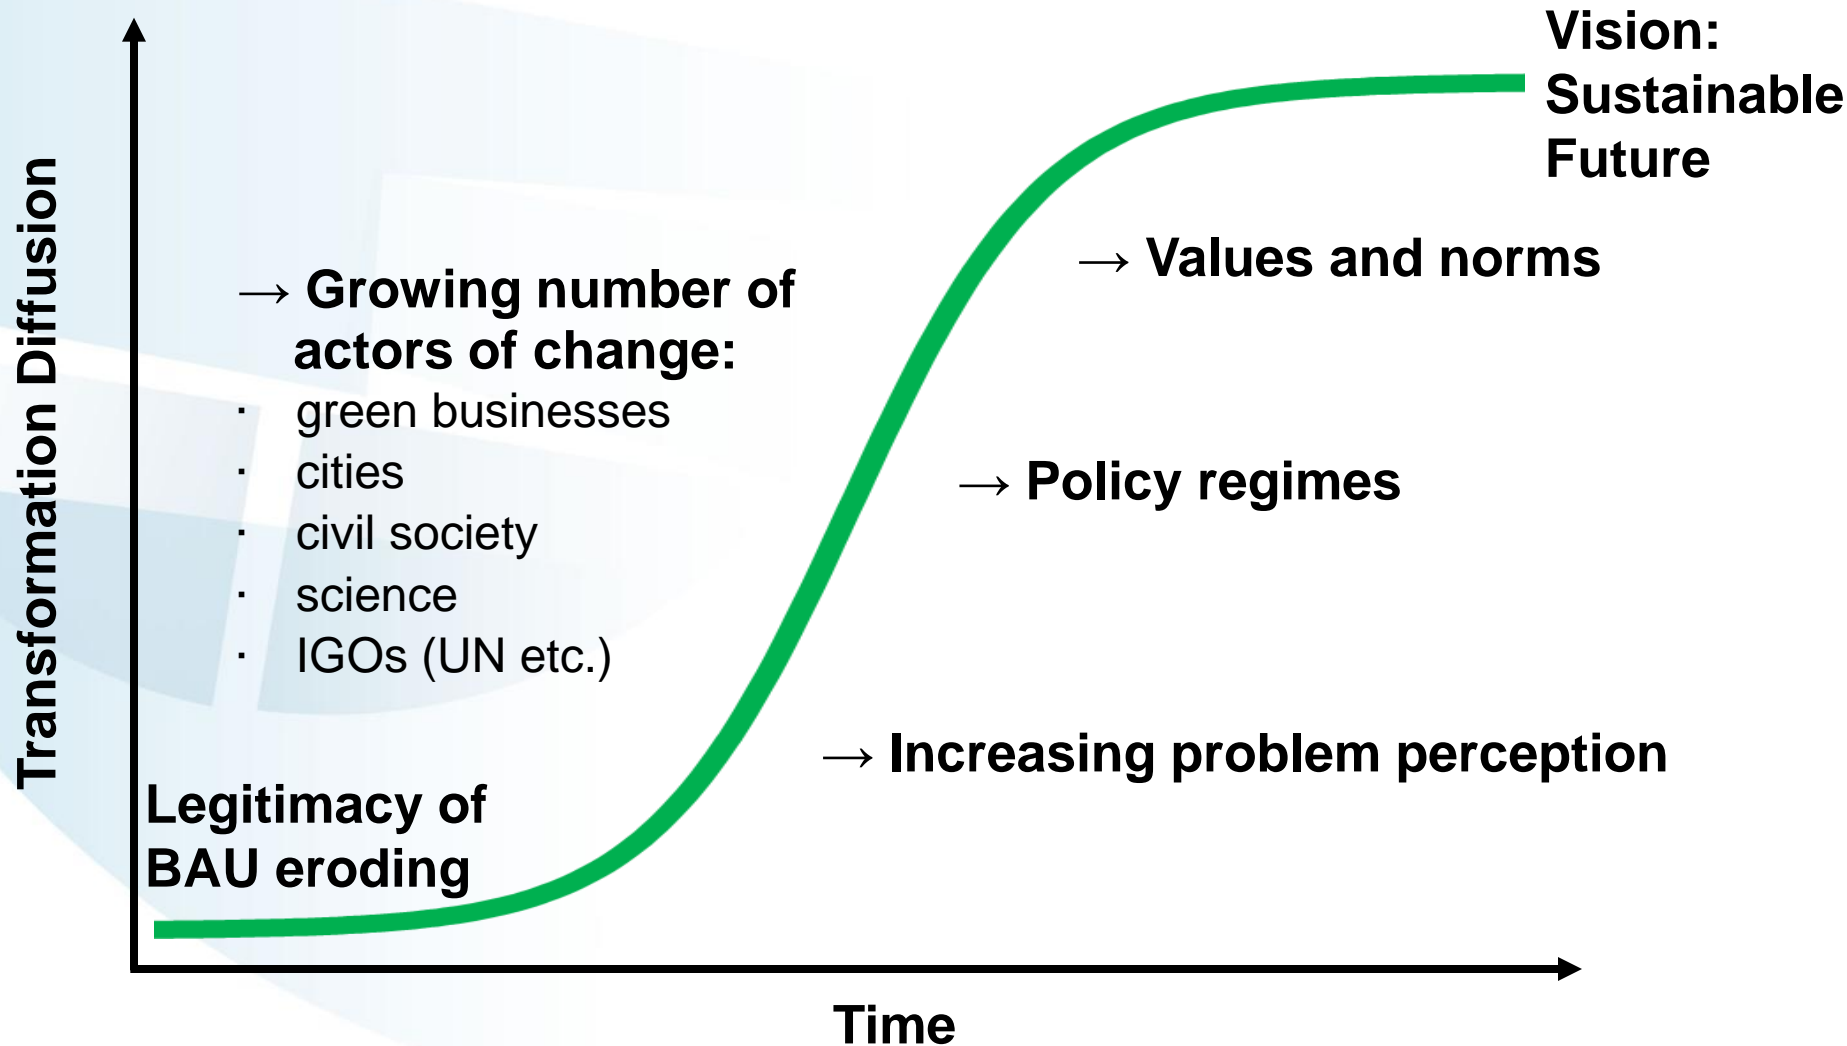 Vision:
Sustainable
Future
Transformation Diffusion
→ Growing number of
actors of change:
· green businesses
· cities
· civil society
· science
· IGOs (UN etc.)
→ Values and norms
→ Policy regimes
→ Increasing problem perception
Legitimacy of
BAU eroding
Time